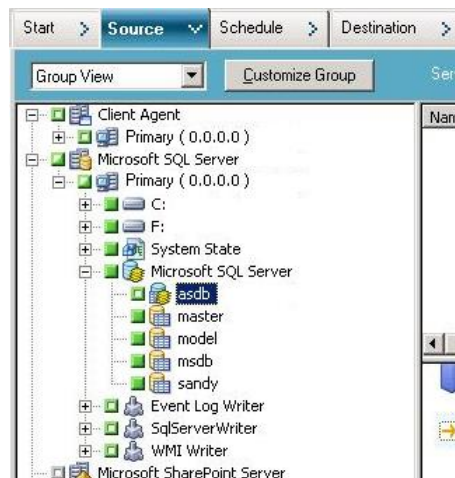 Start Source Schedule Destination
Group View Customize Group Ser
Client Agent Nam
Primary ( 0.0.0.0 )
Microsoft SQL Server
Primary ( 0.0.0.0 )
C:
F:
System State
Microsoft SQL Server
asdb
master
model
msdb
sandy
Event Log Writer
SqlServerWriter
WMI Writer
Microsoft SharePoint Server